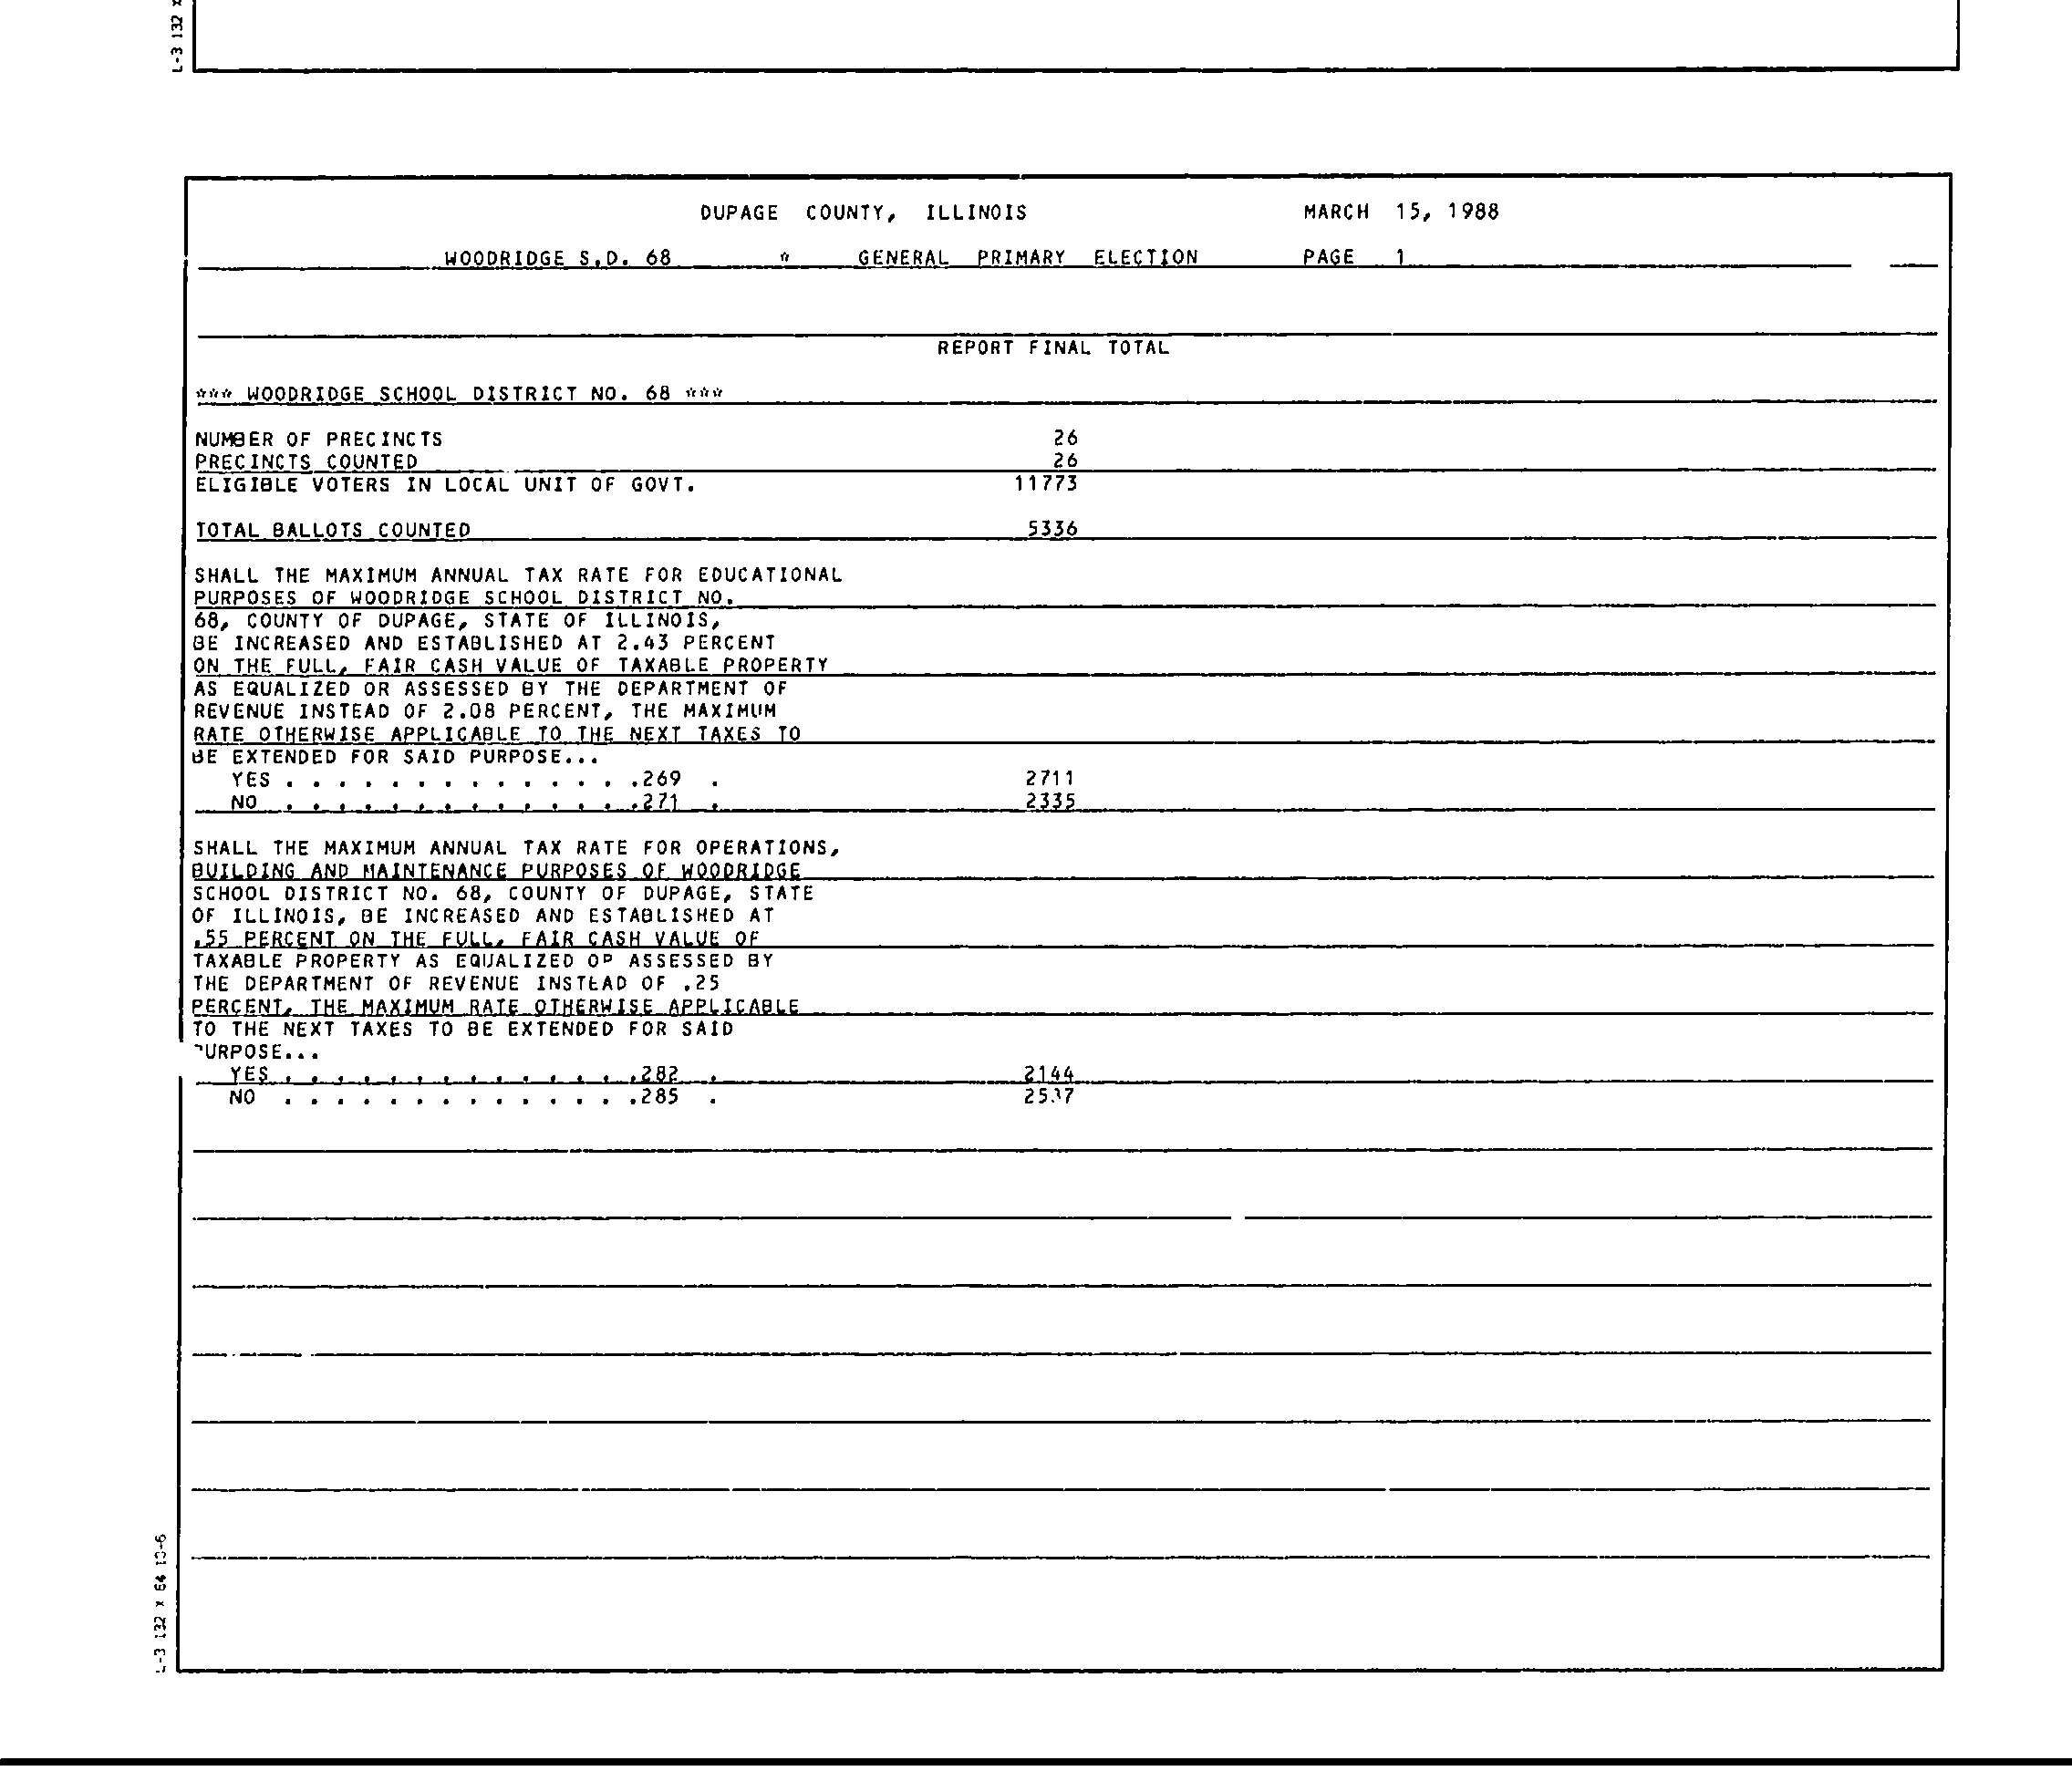 L-3 132 x
DUPAGE COUNTY, ILLINOIS MARCH 15, 1988
WOODRIDGE S.D. 68 * GENERAL PRIMARY ELECTION PAGE 1
REPORT FINAL TOTAL
*** WOODRIDGE SCHOOL DISTRICT NO. 68 ***
NUMBER OF PRECINCTS 26
PRECINCTS COUNTED 26
ELIGIBLE VOTERS IN LOCAL UNIT OF GOVT. 11773
TOTAL BALLOTS COUNTED 5336
SHALL THE MAXIMUM ANNUAL TAX RATE FOR EDUCATIONAL
PURPOSES OF WOODRIDGE SCHOOL DISTRICT NO.
68, COUNTY OF DUPAGE, STATE OF ILLINOIS,
BE INCREASED AND ESTABLISHED AT 2.43 PERCENT
ON THE FULL, FAIR CASH VALUE OF TAXABLE PROPERTY
AS EQUALIZED OR ASSESSED BY THE DEPARTMENT OF
REVENUE INSTEAD OF 2.08 PERCENT, THE MAXIMUM
RATE OTHERWISE APPLICABLE TO THE NEXT TAXES TO
BE EXTENDED FOR SAID PURPOSE...
YES . . . . . . . . . . . . . .269 . 2711
NO . . . . . . . . . . . . . .271 . 2335
SHALL THE MAXIMUM ANNUAL TAX RATE FOR OPERATIONS,
BUILDING AND MAINTENANCE PURPOSES OF WOODRIDGE
SCHOOL DISTRICT NO. 68, COUNTY OF DUPAGE, STATE
OF ILLINOIS, BE INCREASED AND ESTABLISHED AT
.55 PERCENT ON THE FULL, FAIR CASH VALUE OF
TAXABLE PROPERTY AS EQUALIZED OR ASSESSED BY
THE DEPARTMENT OF REVENUE INSTEAD OF .25
PERCENT, THE MAXIMUM RATE OTHERWISE APPLICABLE
TO THE NEXT TAXES TO BE EXTENDED FOR SAID
PURPOSE...
YES . . . . . . . . . . . . . .282 . 2144
NO . . . . . . . . . . . . . .285 .
L-3 132 x 64 10-6